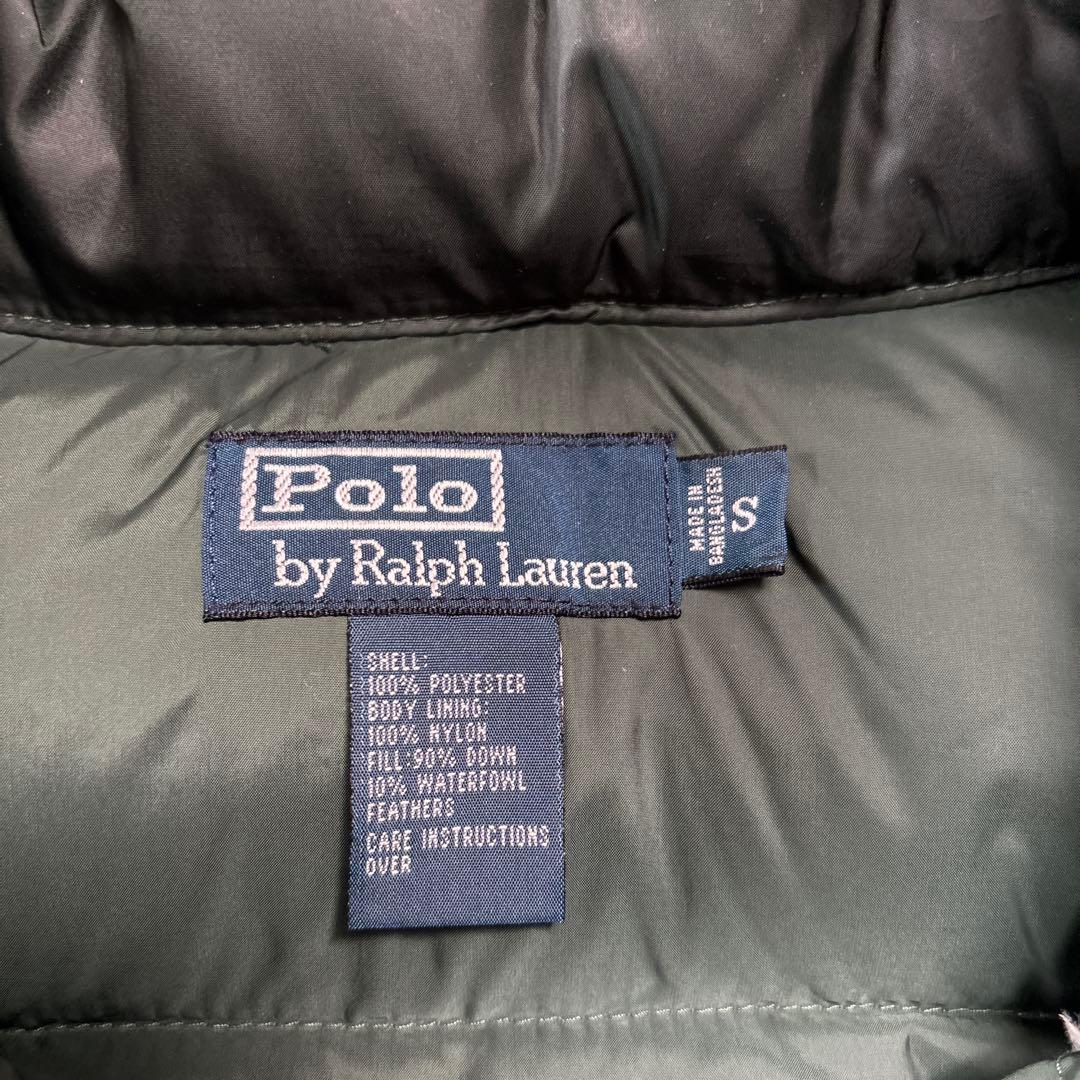 Polo
by Ralph Lauren
MADE IN
BANGLADESH
S
SHELL:
100% POLYESTER
BODY LINING:
100% NYLON
FILL:90% DOWN
10% WATERFOWL
FEATHERS
CARE INSTRUCTIONS
OVER